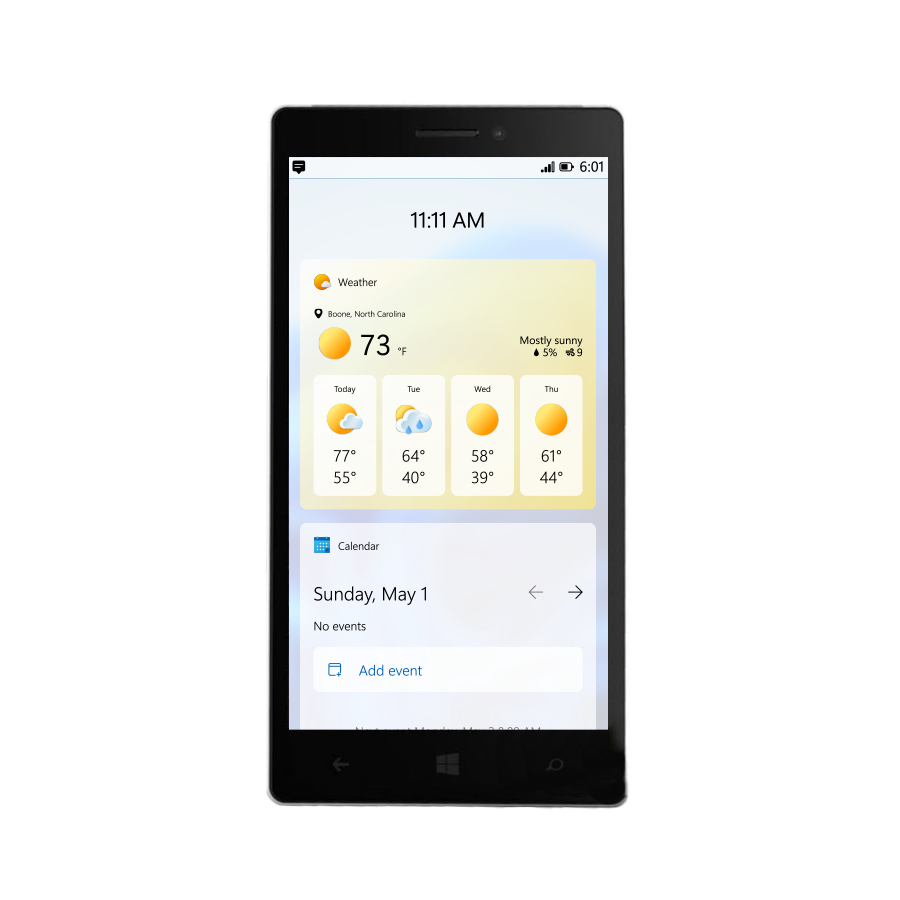 6:01
11:11 AM
Weather
Boone, North Carolina
73 °F
Mostly sunny
5% 9
Today Tue Wed Thu
77° 64° 58° 61°
55° 40° 39° 44°
Calendar
Sunday, May 1
No events
Add event